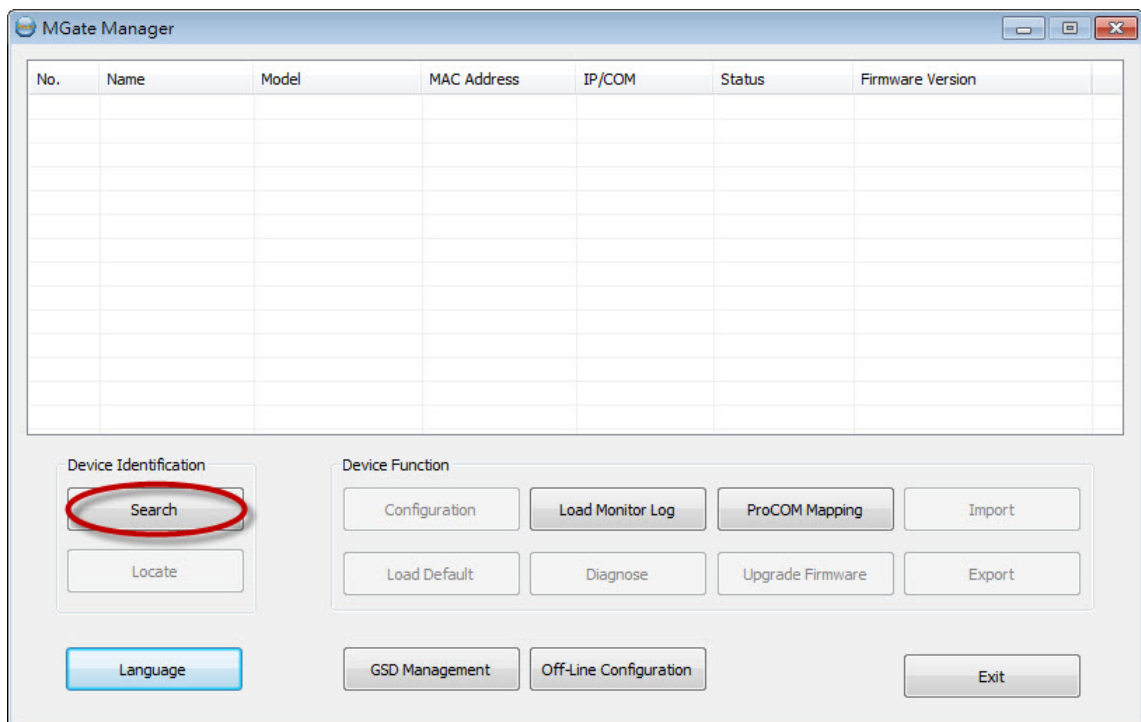 MGate Manager
No. Name Model MAC Address IP/COM Status Firmware Version
Device Identification Device Function
Search Configuration Load Monitor Log ProCOM Mapping Import
Locate Load Default Diagnose Upgrade Firmware Export
Language GSD Management Off-Line Configuration Exit